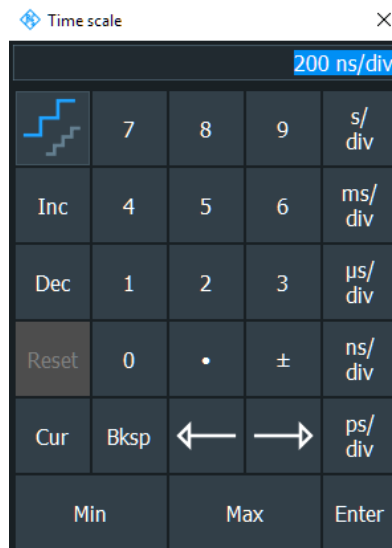 Time scale
200 ns/div
7 8 9 s/
div
Inc 4 5 6 ms/
div
Dec 1 2 3 µs/
div
Reset 0 • ± ns/
div
Cur Bksp ps/
div
Min Max Enter